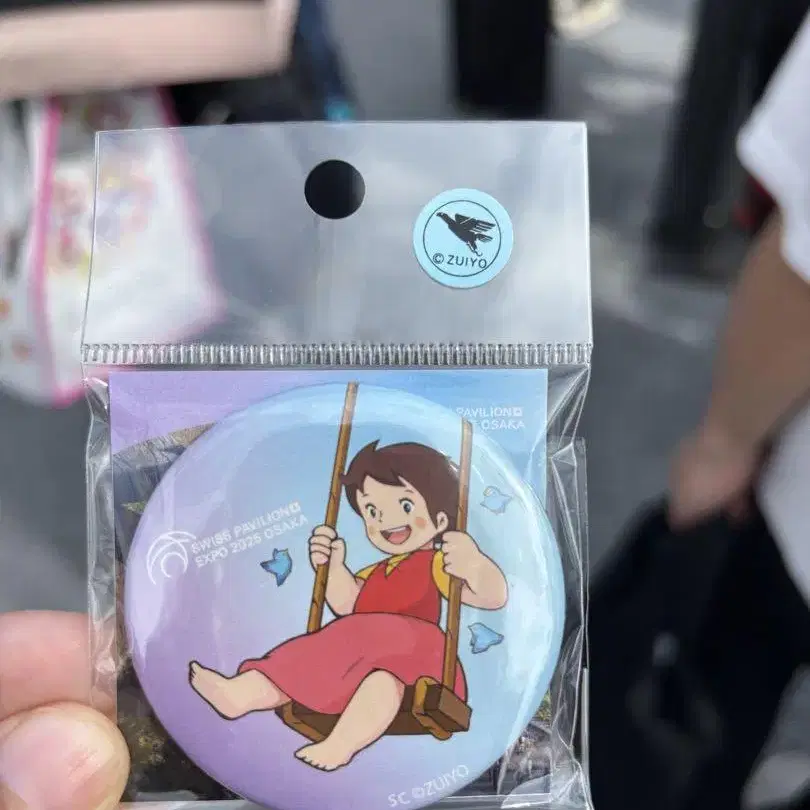 © ZUIYO
PAVILION
OSAKA
SWISS PAVILION
EXPO 2025 OSAKA
SC ©ZUIYO